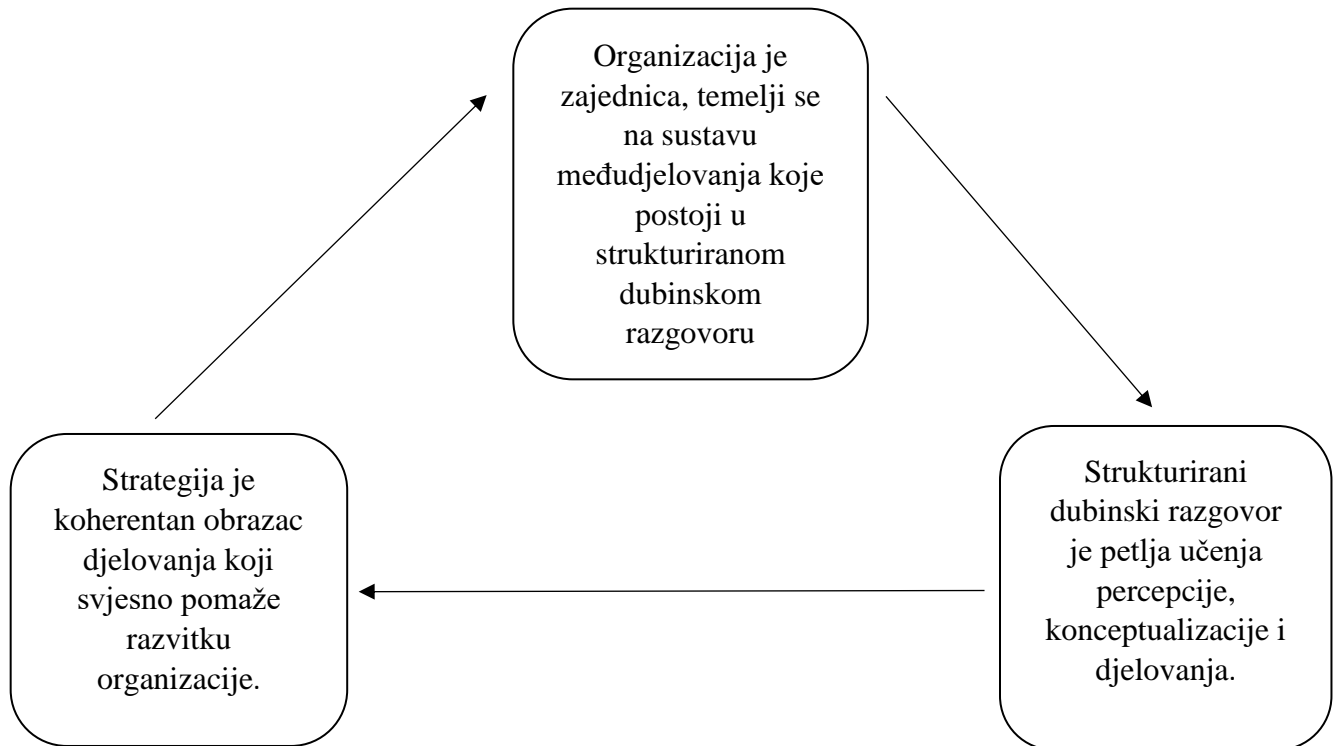 Organizacija je
zajednica, temelji se
na sustavu
međudjelovanja koje
postoji u
strukturiranom
dubinskom
razgovoru
Strategija je
koherentan obrazac
djelovanja koji
svjesno pomaže
razvitku
organizacije.
Strukturirani
dubinski razgovor
je petlja učenja
percepcije,
konceptualizacije i
djelovanja.